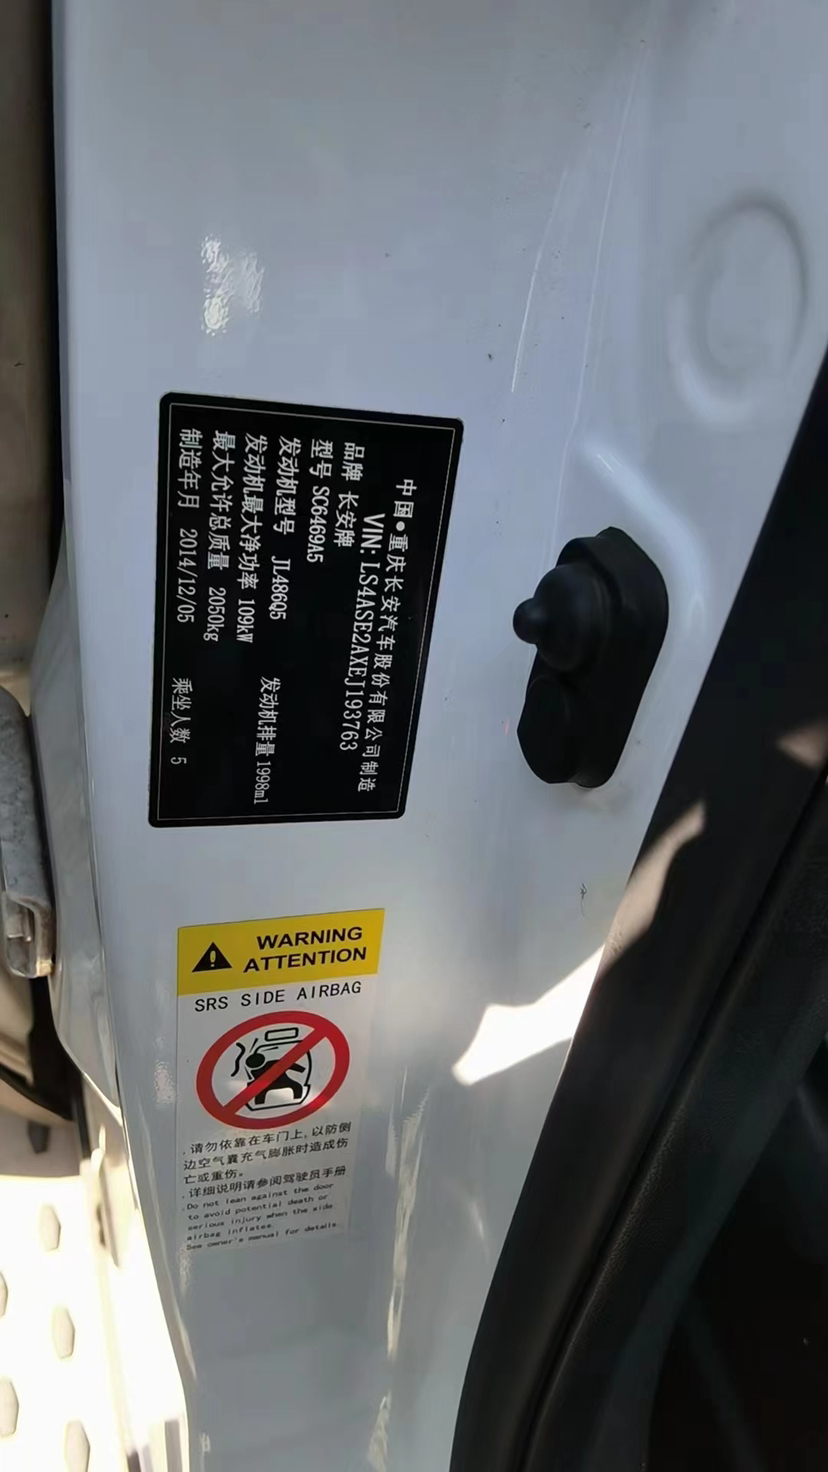 中国●重庆长安汽车股份有限公司制造
VIN: LS4ASE2AXEJ193763
品牌 长安牌
型号 SC6469A5
发动机型号 JL486Q5
发动机最大净功率 109kW 发动机排量 1998ml
最大允许总质量 2050kg
制造年月 2014/12/05 乘坐人数 5
WARNING
ATTENTION
SRS SIDE AIRBAG
.请勿依靠在车门上,以防侧
边空气囊充气膨胀时造成伤
亡或重伤。
.详细说明请参阅驾驶员手册
.Do not lean against the door
to avoid potential death or
serious injury when the side
airbag inflates.
See owner's manual for details.